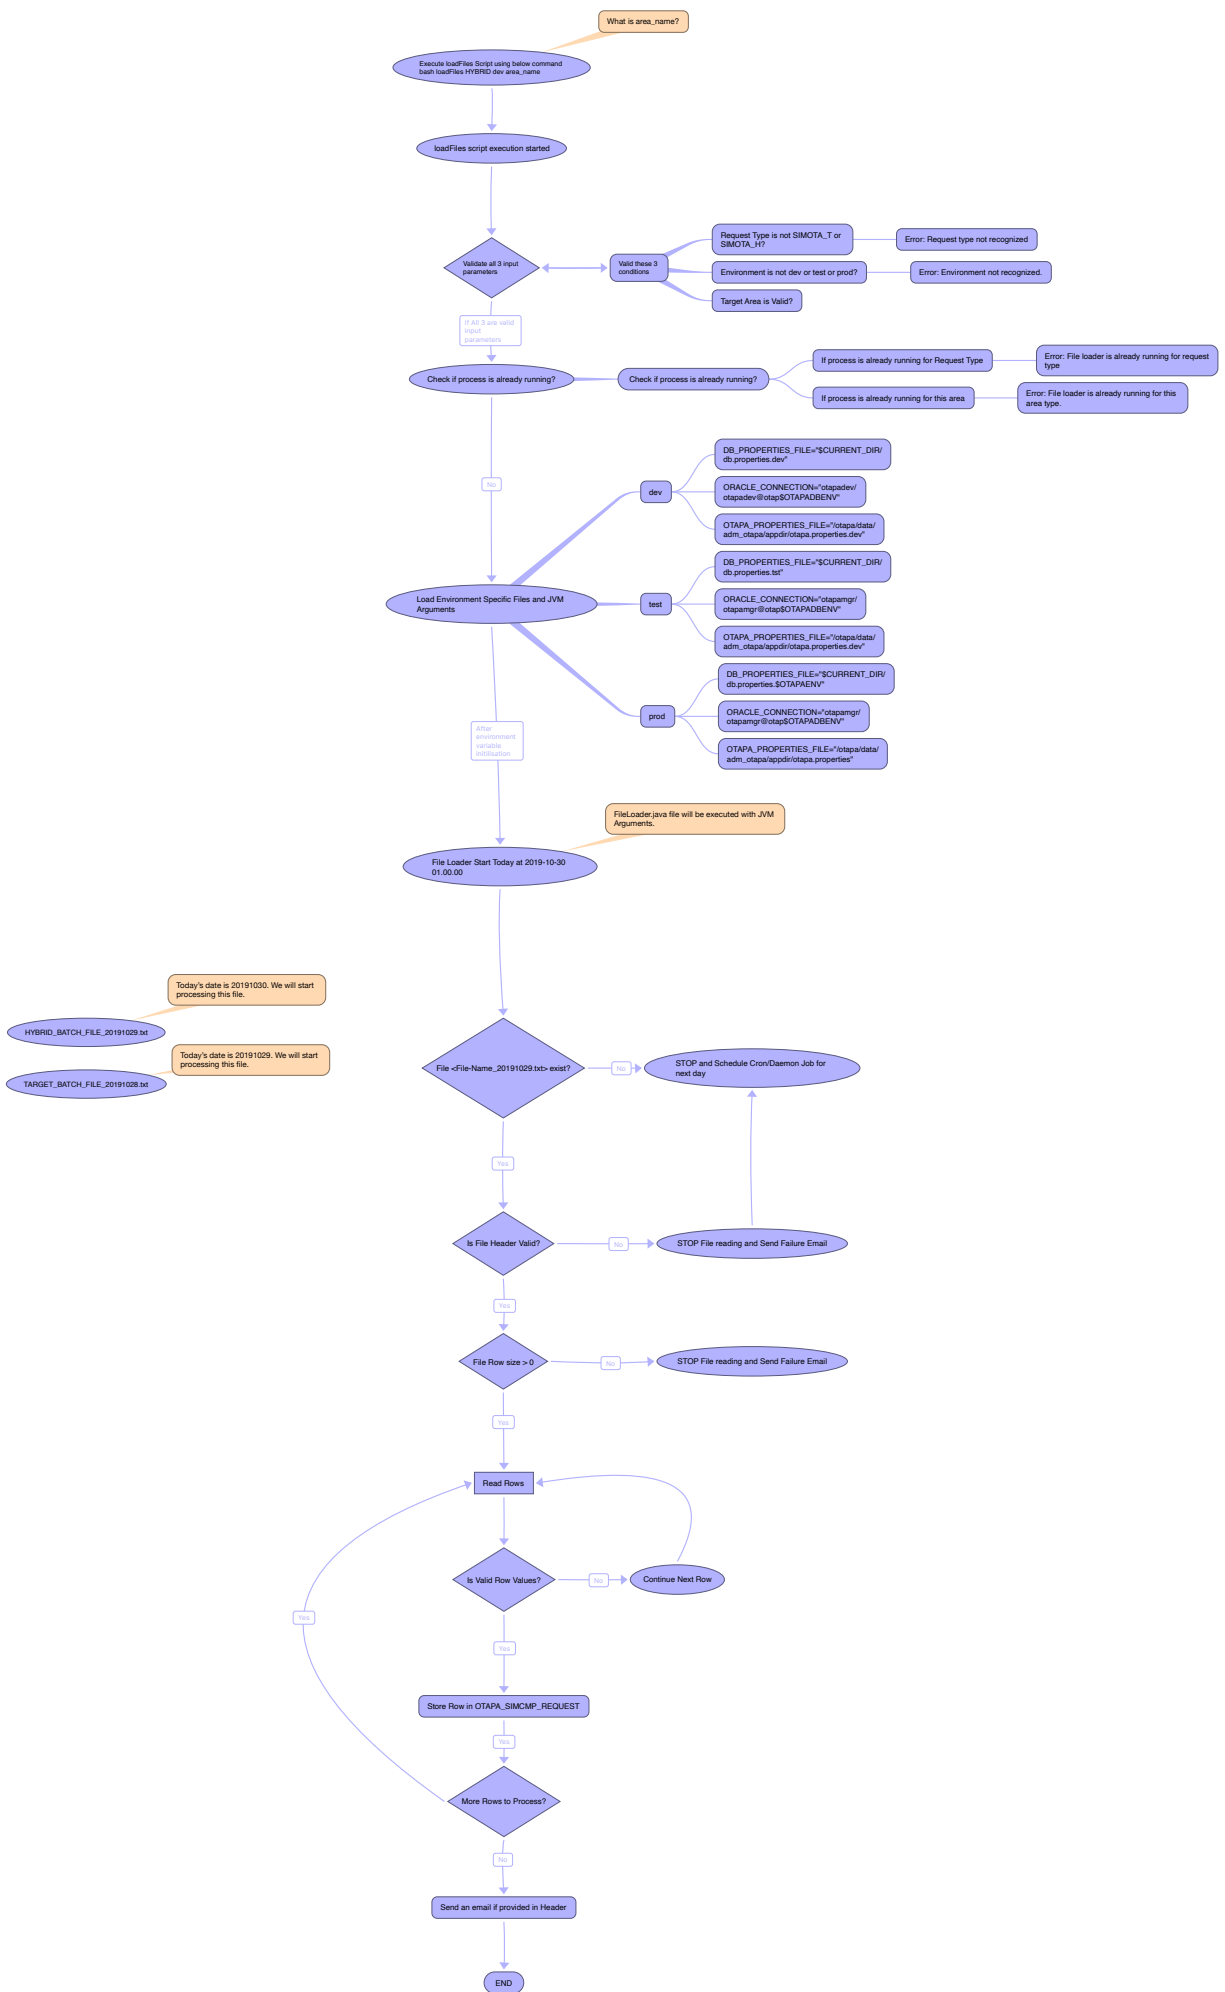 What is area_name?
Execute loadFiles Script using below command
bash loadFiles HYBRID dev area_name
loadFiles script execution started
Validate all 3 input
parameters
Valid these 3
conditions
Request Type is not SIMOTA_T or
SIMOTA_H?
Error: Request type not recognized
Environment is not dev or test or prod?
Error: Environment not recognized.
Target Area is Valid?
if All 3 are valid
input
parameters
Check if process is already running?
Check if process is already running?
If process is already running for Request Type
Error: File loader is already running for request
type
If process is already running for this area
Error: File loader is already running for this
area type.
No
dev
DB_PROPERTIES_FILE="$CURRENT_DIR/
db.properties.dev"
ORACLE_CONNECTION="otapadev/
otapadev@otap$OTAPADBENV"
OTAPA_PROPERTIES_FILE="/otapa/data/
adm_otapa/appdir/otapa.properties.dev"
Load Environment Specific Files and JVM
Arguments
test
DB_PROPERTIES_FILE="$CURRENT_DIR/
db.properties.tst"
ORACLE_CONNECTION="otapamgr/
otapamgr@otap$OTAPADBENV"
OTAPA_PROPERTIES_FILE="/otapa/data/
adm_otapa/appdir/otapa.properties.dev"
prod
DB_PROPERTIES_FILE="$CURRENT_DIR/
db.properties.$OTAPAENV"
ORACLE_CONNECTION="otapamgr/
otapamgr@otap$OTAPADBENV"
OTAPA_PROPERTIES_FILE="/otapa/data/
adm_otapa/appdir/otapa.properties"
After
environment
variable
initilisation
FileLoader.java file will be executed with JVM
Arguments.
File Loader Start Today at 2019-10-30
01.00.00
Today's date is 20191030. We will start
processing this file.
HYBRID_BATCH_FILE_20191029.txt
Today's date is 20191029. We will start
processing this file.
TARGET_BATCH_FILE_20191028.txt
File <File-Name_20191029.txt> exist?
No
STOP and Schedule Cron/Daemon Job for
next day
Yes
Is File Header Valid?
No
STOP File reading and Send Failure Email
Yes
File Row size > 0
No
STOP File reading and Send Failure Email
Yes
Read Rows
Is Valid Row Values?
No
Continue Next Row
Yes
Yes
Store Row in OTAPA_SIMCMP_REQUEST
Yes
More Rows to Process?
No
Send an email if provided in Header
END